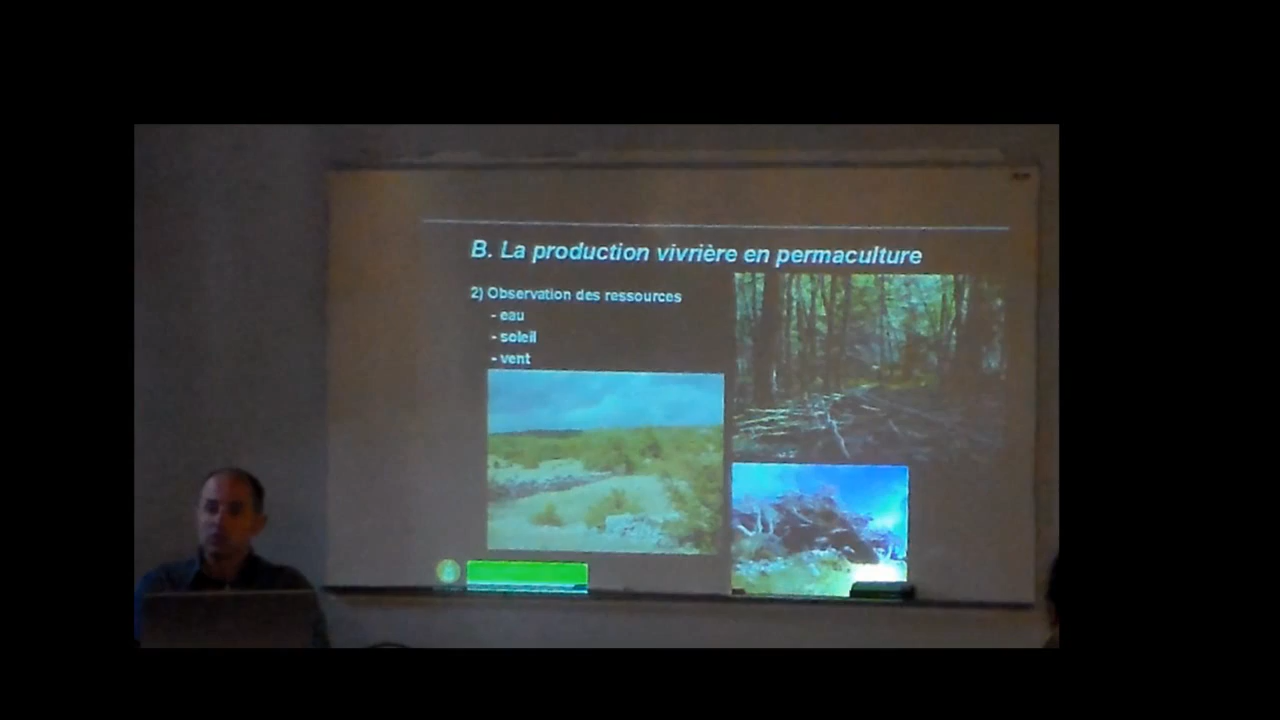 B. La production vivrière en permaculture
2) Observation des ressources
- eau
- soleil
- vent